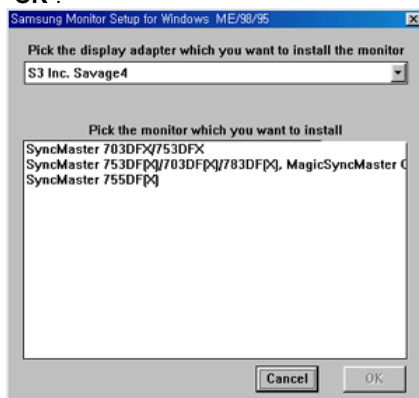 "OK".
Samsung Monitor Setup for Windows ME/98/95
Pick the display adapter which you want to install the monitor
S3 Inc. Savage4
Pick the monitor which you want to install
SyncMaster 703DFX/753DFX
SyncMaster 753DF[X]/703DF[X]/783DF[X], MagicSyncMaster
SyncMaster 755DF[X]
Cancel OK